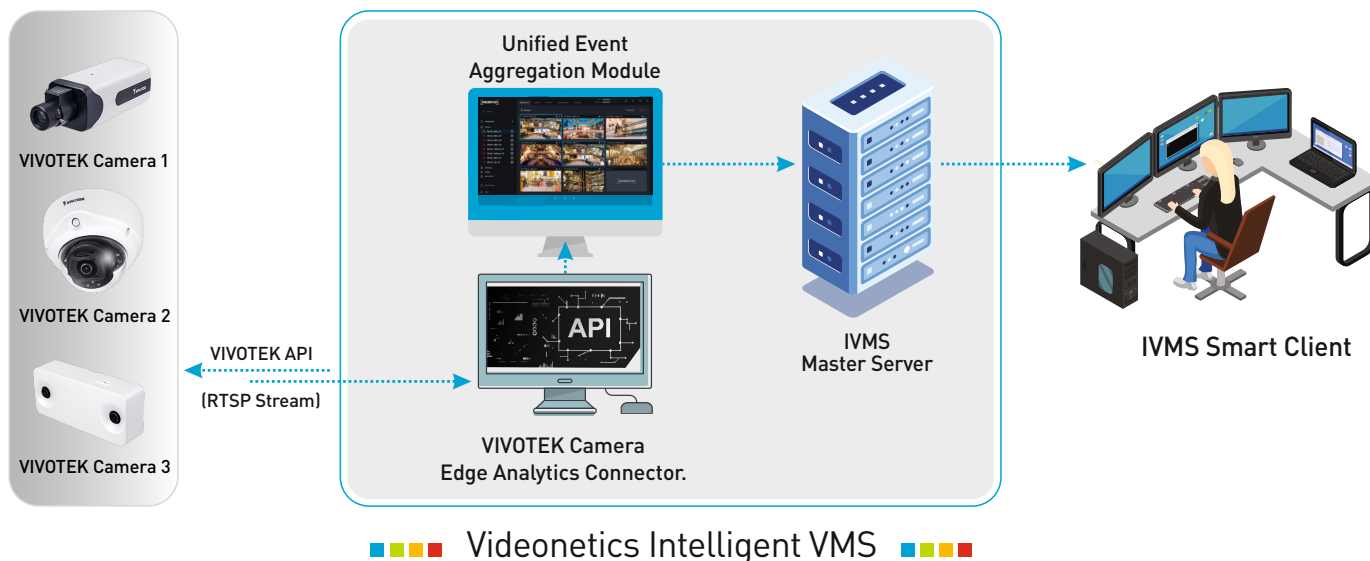 VIVOTEK Camera 1
VIVOTEK
VIVOTEK Camera 2
VIVOTEK Camera 3
VIVOTEK API
(RTSP Stream)
Unified Event
Aggregation Module
API
VIVOTEK Camera
Edge Analytics Connector.
IVMS
Master Server
IVMS Smart Client
Videonetics Intelligent VMS